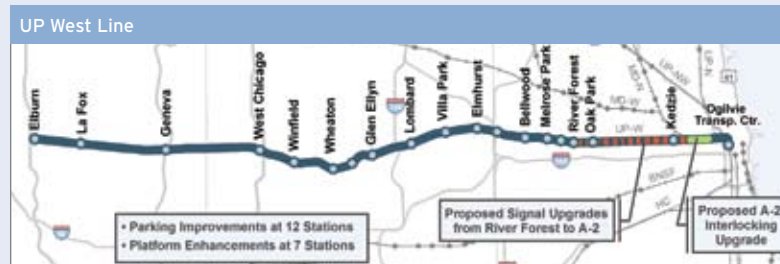 UP West Line
Elburn
La Fox
Geneva
West Chicago
Winfield
Wheaton
Glen Ellyn
Lombard
Villa Park
Elmhurst
Bellwood
Melrose Park
River Forest
Oak Park
Kedzie
Ogilvie
Transp. Ctr.
UP-NW
UP-N
MD-N
MD-W
UP-W
BNSF
HC
41
• Parking Improvements at 12 Stations
• Platform Enhancements at 7 Stations
Proposed Signal Upgrades
from River Forest to A-2
Proposed A-2
Interlocking
Upgrade